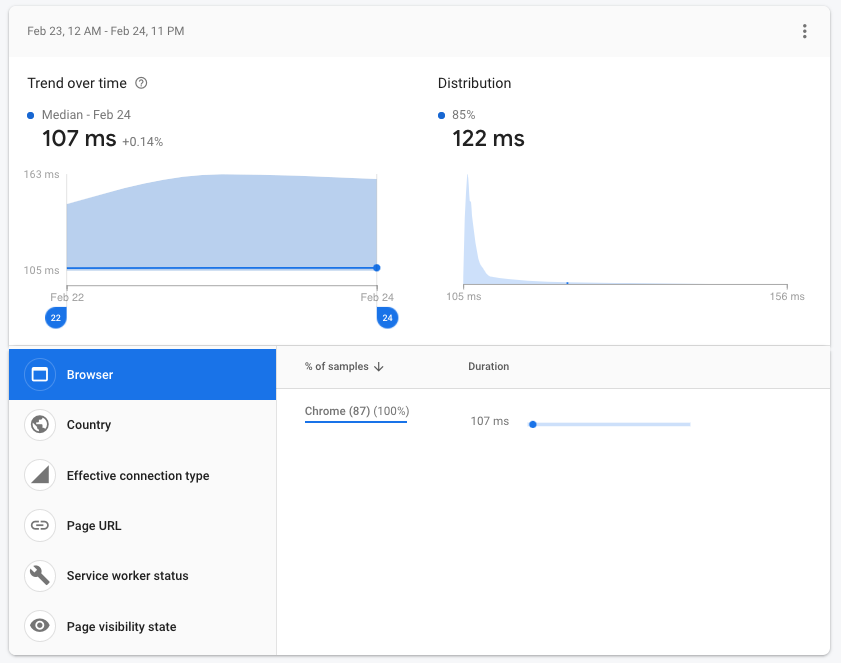 Feb 23, 12 AM - Feb 24, 11 PM
Trend over time
Median - Feb 24
107 ms +0.14%
163 ms
105 ms
Feb 22
Feb 24
22
24
Distribution
85%
122 ms
105 ms
156 ms
Browser
Country
Effective connection type
Page URL
Service worker status
Page visibility state
% of samples
Duration
Chrome (87) (100%)
107 ms